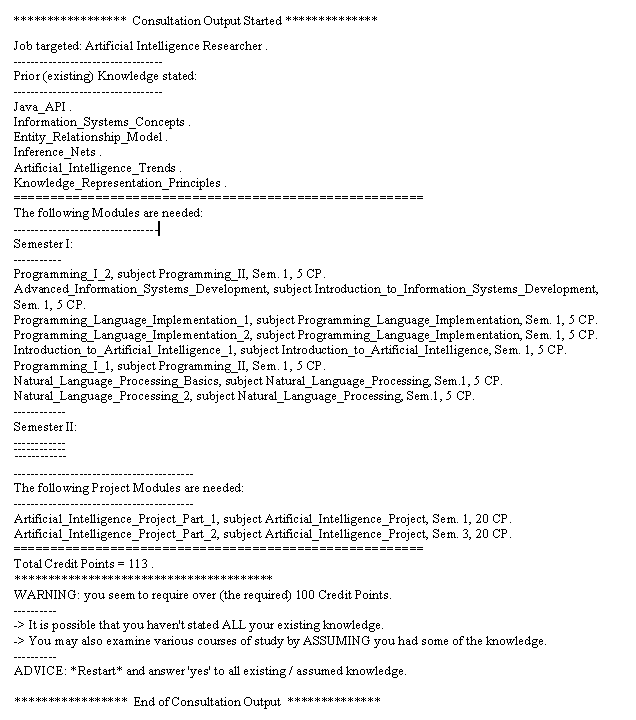 ***************** Consultation Output Started **************
Job targeted: Artificial Intelligence Researcher .
---------------------------------
Prior (existing) Knowledge stated:
---------------------------------
Java_API .
Information_Systems_Concepts .
Entity_Relationship_Model .
Inference_Nets .
Artificial_Intelligence_Trends .
Knowledge_Representation_Principles .
=========================================================
The following Modules are needed:
---------------------------------
Semester I:
-----------
Programming_I_2, subject Programming_II, Sem. 1, 5 CP.
Advanced_Information_Systems_Development, subject Introduction_to_Information_Systems_Development,
Sem. 1, 5 CP.
Programming_Language_Implementation_1, subject Programming_Language_Implementation, Sem. 1, 5 CP.
Programming_Language_Implementation_2, subject Programming_Language_Implementation, Sem. 1, 5 CP.
Introduction_to_Artificial_Intelligence_1, subject Introduction_to_Artificial_Intelligence, Sem. 1, 5 CP.
Programming_I_1, subject Programming_II, Sem. 1, 5 CP.
Natural_Language_Processing_Basics, subject Natural_Language_Processing, Sem.1, 5 CP.
Natural_Language_Processing_2, subject Natural_Language_Processing, Sem.1, 5 CP.
------------
Semester II:
------------
------------
------------
----------------------------------------
The following Project Modules are needed:
----------------------------------------
Artificial_Intelligence_Project_Part_1, subject Artificial_Intelligence_Project, Sem. 1, 20 CP.
Artificial_Intelligence_Project_Part_2, subject Artificial_Intelligence_Project, Sem. 3, 20 CP.
=========================================================
Total Credit Points = 113 .
***************************************
WARNING: you seem to require over (the required) 100 Credit Points.
----------
-> It is possible that you haven't stated ALL your existing knowledge.
-> You may also examine various courses of study by ASSUMING you had some of the knowledge.
----------
ADVICE: *Restart* and answer 'yes' to all existing / assumed knowledge.
***************** End of Consultation Output **************